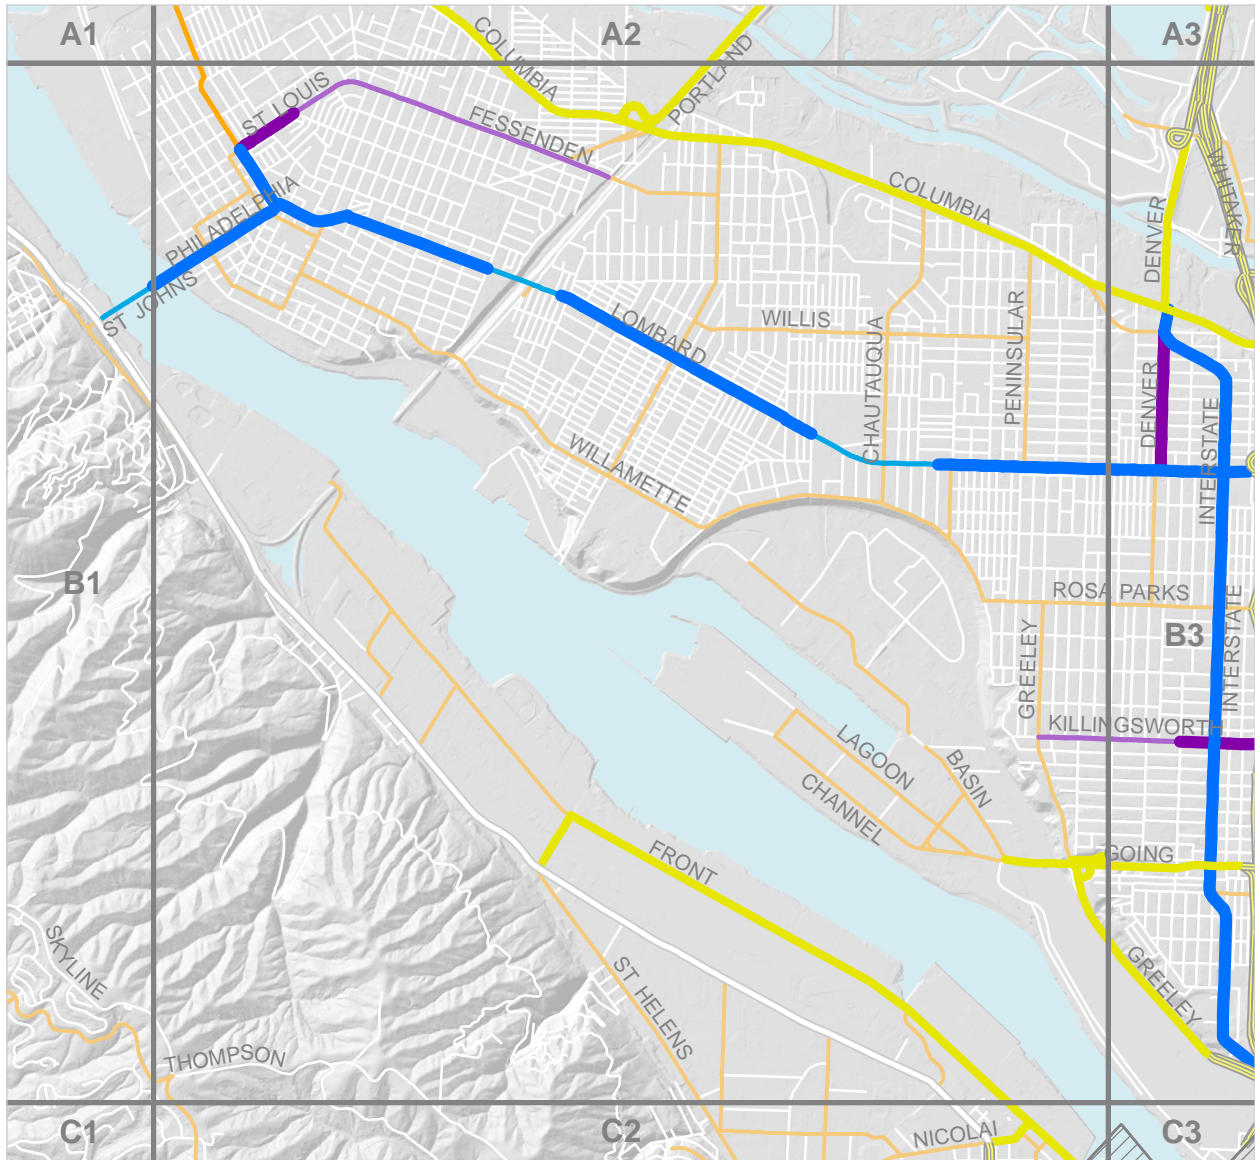 A1
A2
A3
COLUMBIA
PORTLAND
ST LOUIS
FESSENDEN
WHITAKER
COLUMBIA
PHILADELPHIA
DENVER
ST JOHNS
LOMBARD
WILLIS
CHAUTAUQUA
PENINSULAR
DENVER
INTERSTATE
WILLAMETTE
B1
ROSA PARKS
INTERSTATE
B3
GREELEY
KILLINGSWORTH
LAGOON
BASIN
CHANNEL
FRONT
GOING
SKYLINE
ST HELENS
GREELEY
THOMPSON
C1
C2
NICOLAI
C3